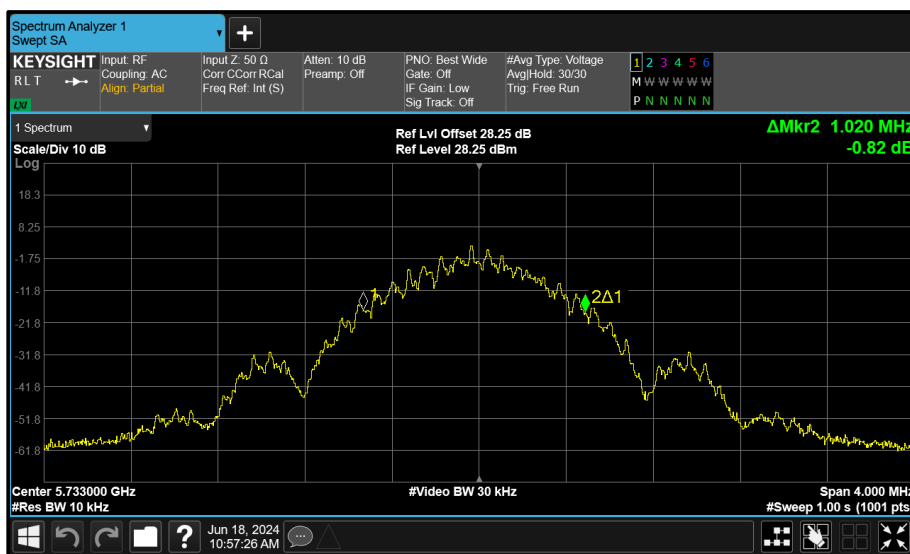 Spectrum Analyzer 1
Swept SA
KEYSIGHT
RLT
LXI
Input: RF
Coupling: AC
Align: Partial
Input Z: 50 Ω
Corr CCorr RCal
Freq Ref: Int (S)
Atten: 10 dB
Preamp: Off
PNO: Best Wide
Gate: Off
IF Gain: Low
Sig Track: Off
#Avg Type: Voltage
Avg|Hold: 30/30
Trig: Free Run
1 2 3 4 5 6
M W W W W W
P N N N N N
1 Spectrum
Scale/Div 10 dB
Log
Ref Lvl Offset 28.25 dB
Ref Level 28.25 dBm
ΔMkr2 1.020 MHz
-0.82 dB
18.3
8.25
-1.75
-11.8
-21.8
-31.8
-41.8
-51.8
-61.8
1
2Δ1
Center 5.733000 GHz
#Res BW 10 kHz
#Video BW 30 kHz
Span 4.000 MHz
#Sweep 1.00 s (1001 pts
?
Jun 18, 2024
10:57:26 AM